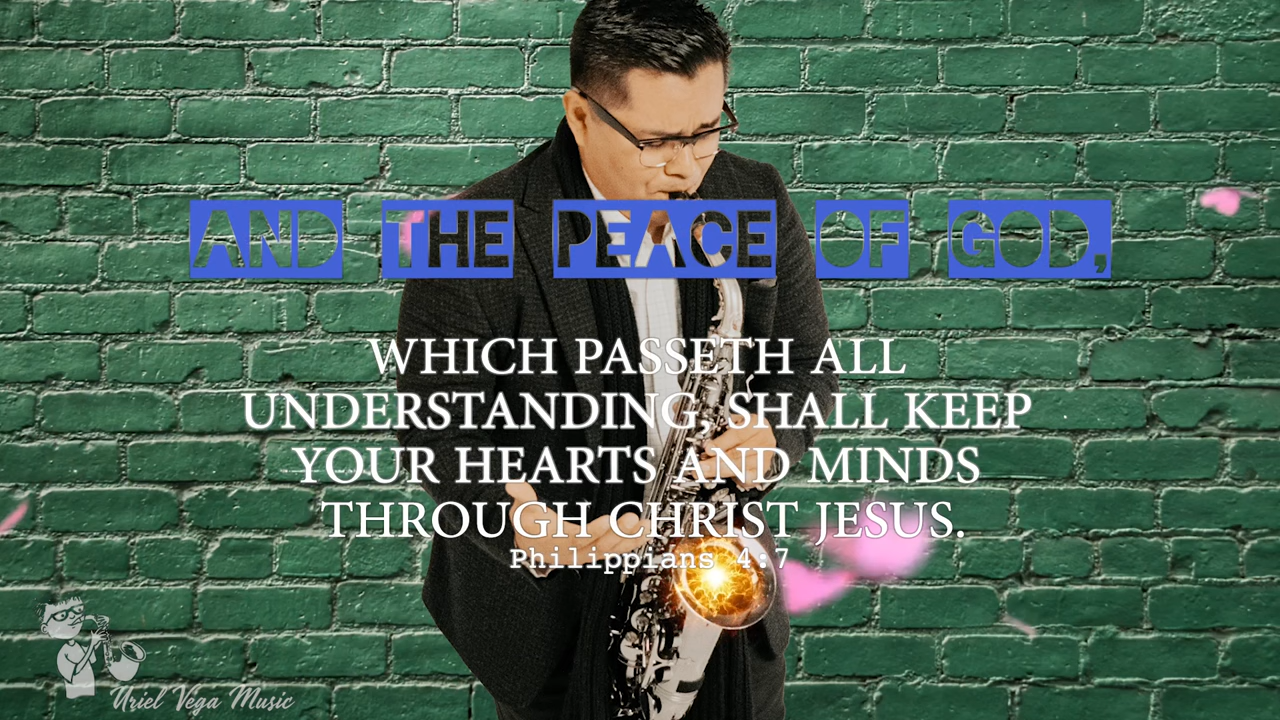 AND THE PEACE OF GOD,
WHICH PASSETH ALL
UNDERSTANDING, SHALL KEEP
YOUR HEARTS AND MINDS
THROUGH CHRIST JESUS.
Philippians 4:7
Uriel Vega Music